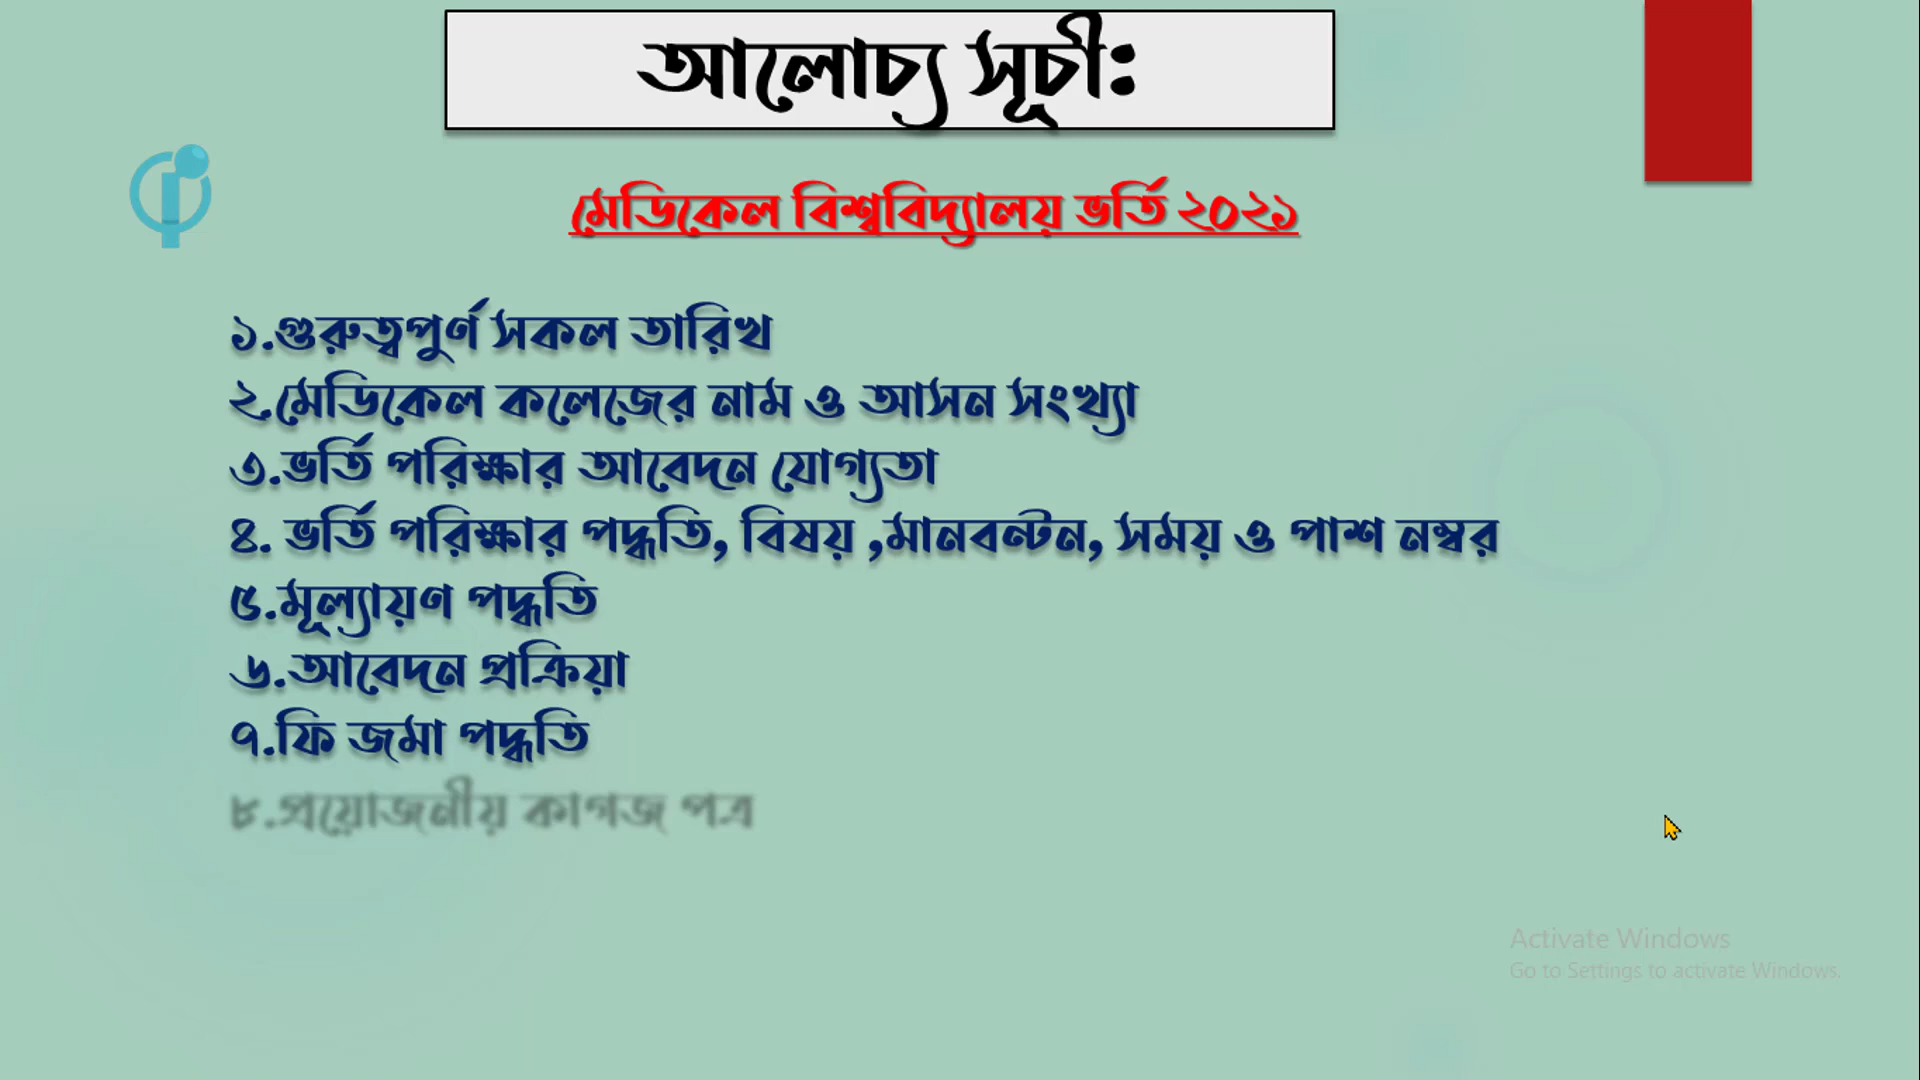 আলোচ্য সূচী:
মেডিকেল বিশ্ববিদ্যালয় ভর্তি ২০২১
১.গুরুত্বপুর্ণ সকল তারিখ
২.মেডিকেল কলেজের নাম ও আসন সংখ্যা
৩.ভর্তি পরিক্ষার আবেদন যোগ্যতা
৪. ভর্তি পরিক্ষার পদ্ধতি, বিষয় ,মানবন্টন, সময় ও পাশ নম্বর
৫.মূল্যায়ণ পদ্ধতি
৬.আবেদন প্রক্রিয়া
৭.ফি জমা পদ্ধতি
৮.প্রয়োজনীয় কাগজ পত্র
Activate Windows
Go to Settings to activate Windows.